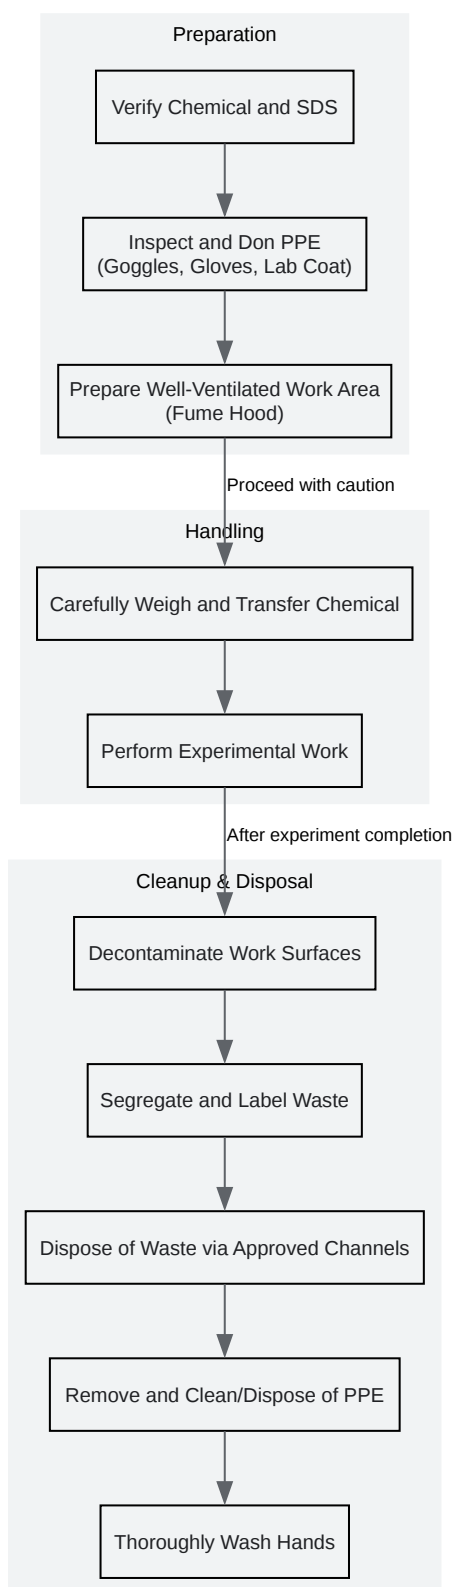 Preparation
Verify Chemical and SDS
Inspect and Don PPE
(Goggles, Gloves, Lab Coat)
Prepare Well-Ventilated Work Area
(Fume Hood)
Proceed with caution
Handling
Carefully Weigh and Transfer Chemical
Perform Experimental Work
After experiment completion
Cleanup & Disposal
Decontaminate Work Surfaces
Segregate and Label Waste
Dispose of Waste via Approved Channels
Remove and Clean/Dispose of PPE
Thoroughly Wash Hands